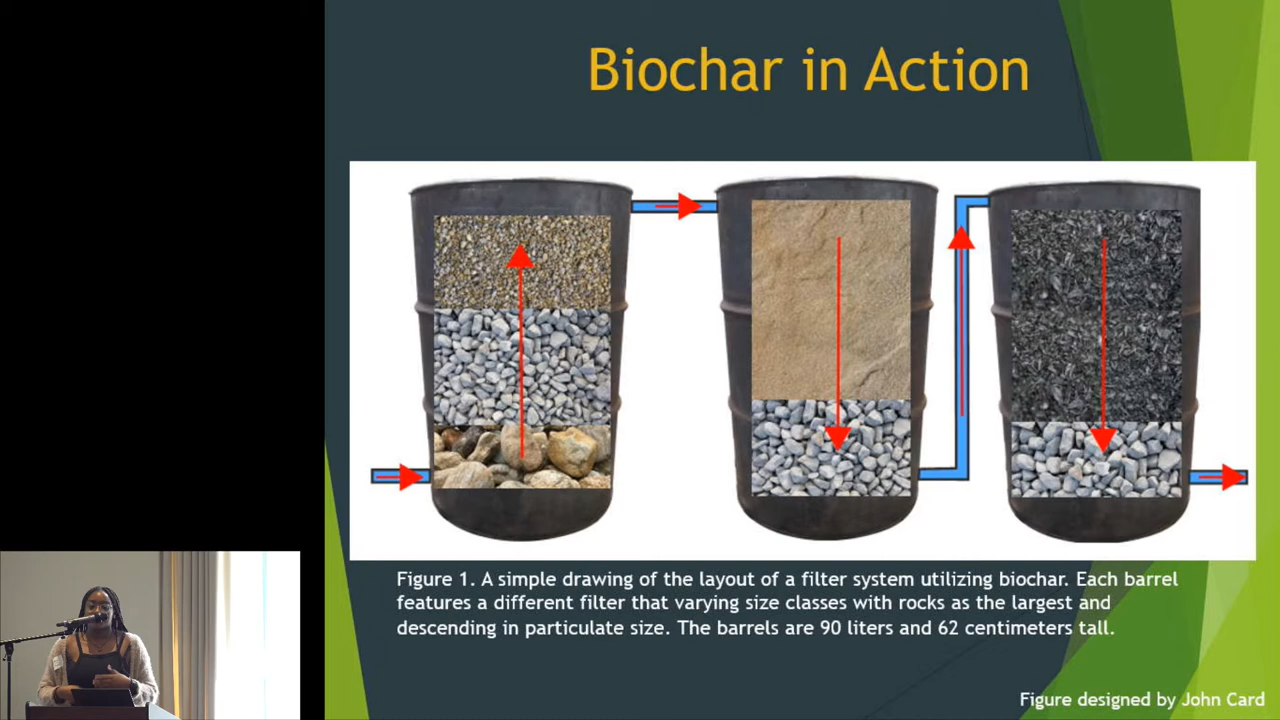 Biochar in Action
Figure 1. A simple drawing of the layout of a filter system utilizing biochar. Each barrel
features a different filter that varying size classes with rocks as the largest and
descending in particulate size. The barrels are 90 liters and 62 centimeters tall.
Figure designed by John Card